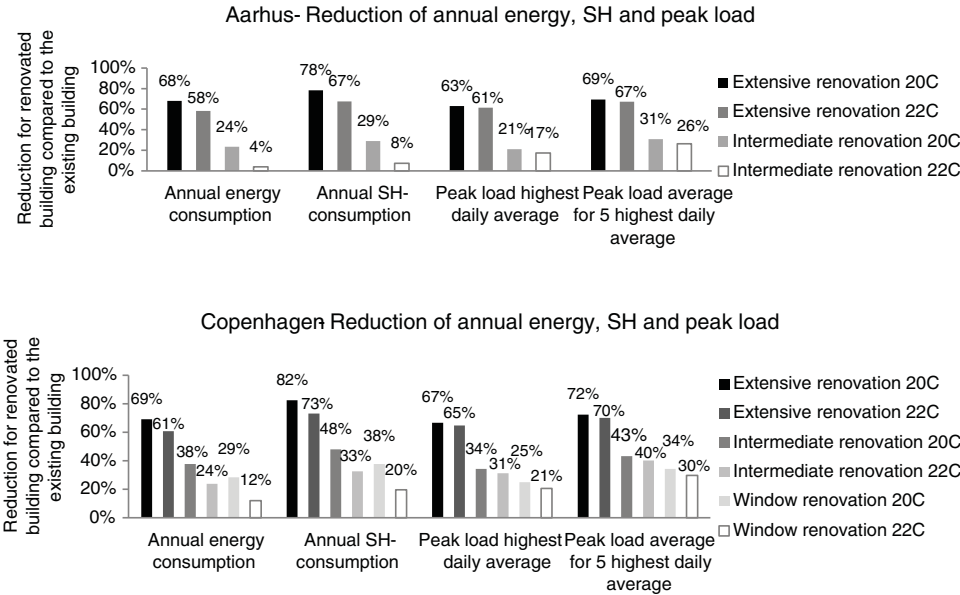 Aarhus- Reduction of annual energy, SH and peak load
Reduction for renovated
building compared to the
existing building
100%
80%
60%
40%
20%
0%
68%
58%
24%
4%
78%
67%
29%
8%
63%
61%
21%
17%
69%
67%
31%
26%
Annual energy
consumption
Annual SH-
consumption
Peak load highest
daily average
Peak load average
for 5 highest daily
average
Extensive renovation 20C
Extensive renovation 22C
Intermediate renovation 20C
Intermediate renovation 22C
Copenhagen- Reduction of annual energy, SH and peak load
Reduction for renovated
building compared to the
existing building
100%
80%
60%
40%
20%
0%
69%
61%
38%
24%
29%
12%
82%
73%
48%
33%
38%
20%
67%
65%
34%
31%
25%
21%
72%
70%
43%
40%
34%
30%
Annual energy
consumption
Annual SH-
consumption
Peak load highest
daily average
Peak load average
for 5 highest daily
average
Extensive renovation 20C
Extensive renovation 22C
Intermediate renovation 20C
Intermediate renovation 22C
Window renovation 20C
Window renovation 22C